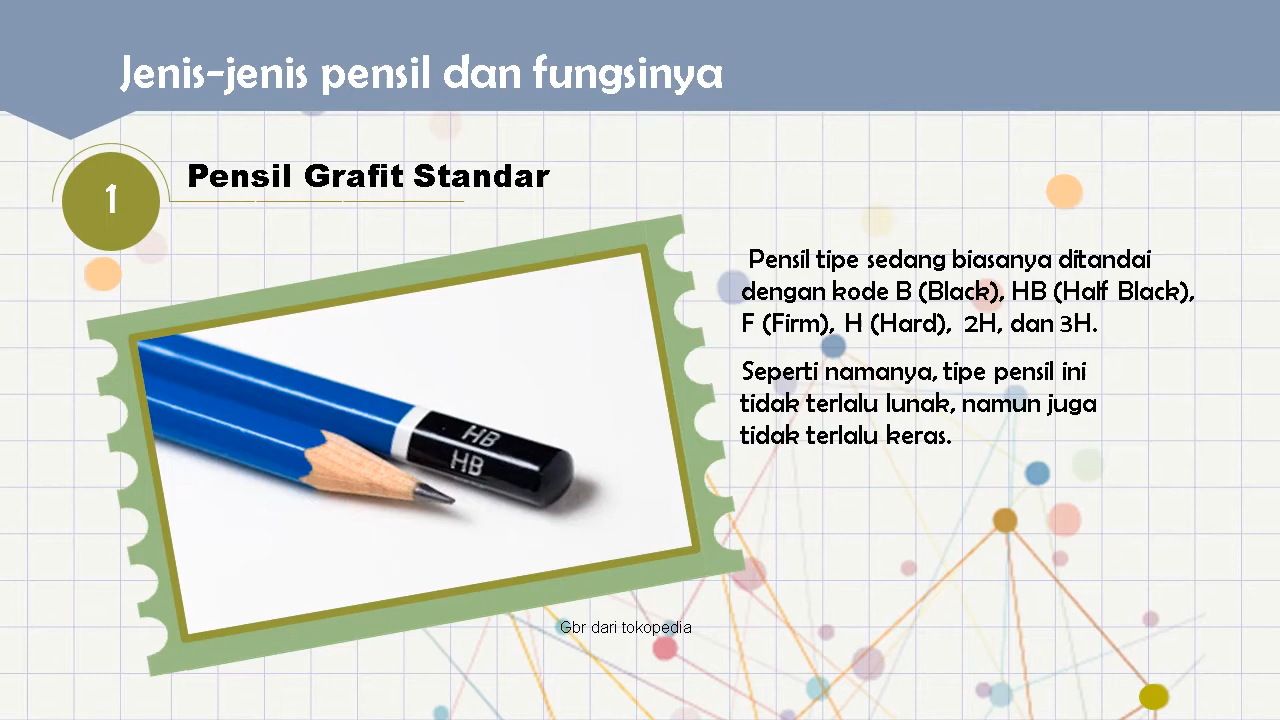 Jenis-jenis pensil dan fungsinya
1
Pensil Grafit Standar
Pensil tipe sedang biasanya ditandai
dengan kode B (Black), HB (Half Black),
F (Firm), H (Hard), 2H, dan 3H.
Seperti namanya, tipe pensil ini
tidak terlalu lunak, namun juga
tidak terlalu keras.
HB
HB
Gbr dari tokopedia